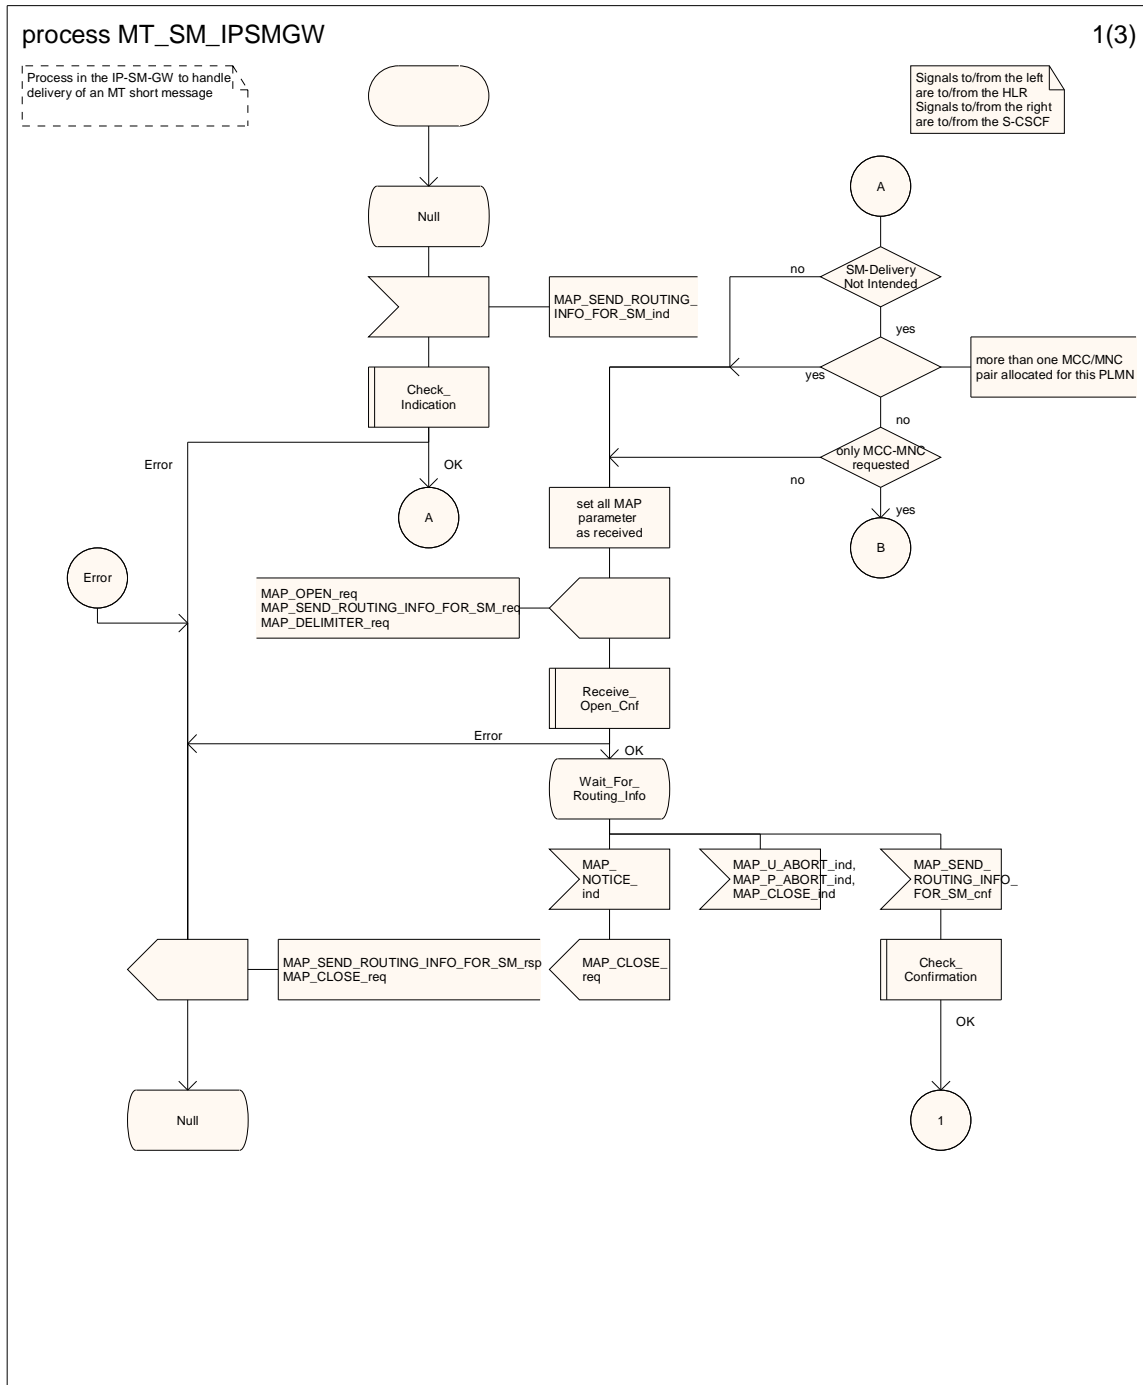 process MT_SM_IPSMGW
1(3)
Process in the IP-SM-GW to handle
delivery of an MT short message
Signals to/from the left
are to/from the HLR
Signals to/from the right
are to/from the S-CSCF
Null
MAP_SEND_ROUTING_
INFO_FOR_SM_ind
Check_
Indication
Error
OK
A
A
SM-Delivery
Not Intended
no
yes
more than one MCC/MNC
pair allocated for this PLMN
yes
no
only MCC-MNC
requested
no
yes
B
set all MAP
parameter
as received
Error
MAP_OPEN_req
MAP_SEND_ROUTING_INFO_FOR_SM_req
MAP_DELIMITER_req
Receive_
Open_Cnf
Error
OK
Wait_For_
Routing_Info
MAP_
NOTICE_
ind
MAP_U_ABORT_ind,
MAP_P_ABORT_ind,
MAP_CLOSE_ind
MAP_SEND_
ROUTING_INFO_
FOR_SM_cnf
MAP_SEND_ROUTING_INFO_FOR_SM_rsp
MAP_CLOSE_req
MAP_CLOSE_
req
Check_
Confirmation
OK
Null
1